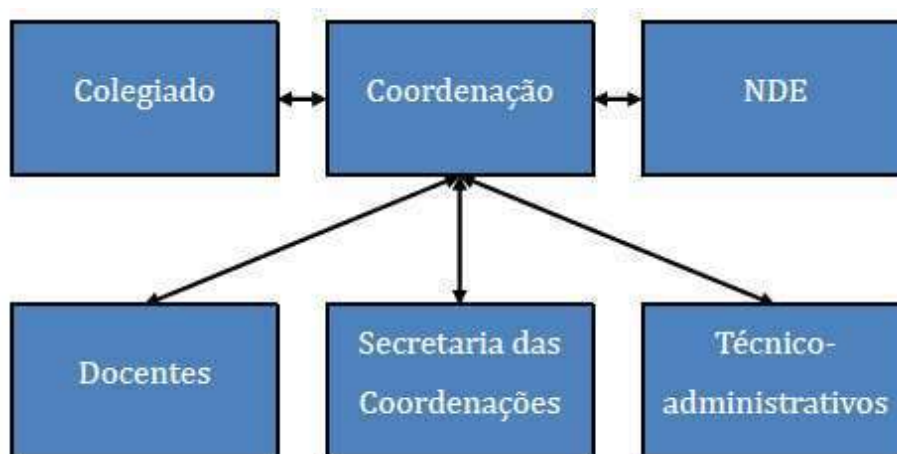 Colegiado
Coordenação
NDE
Docentes
Secretaria das
Coordenações
Técnico-
administrativos